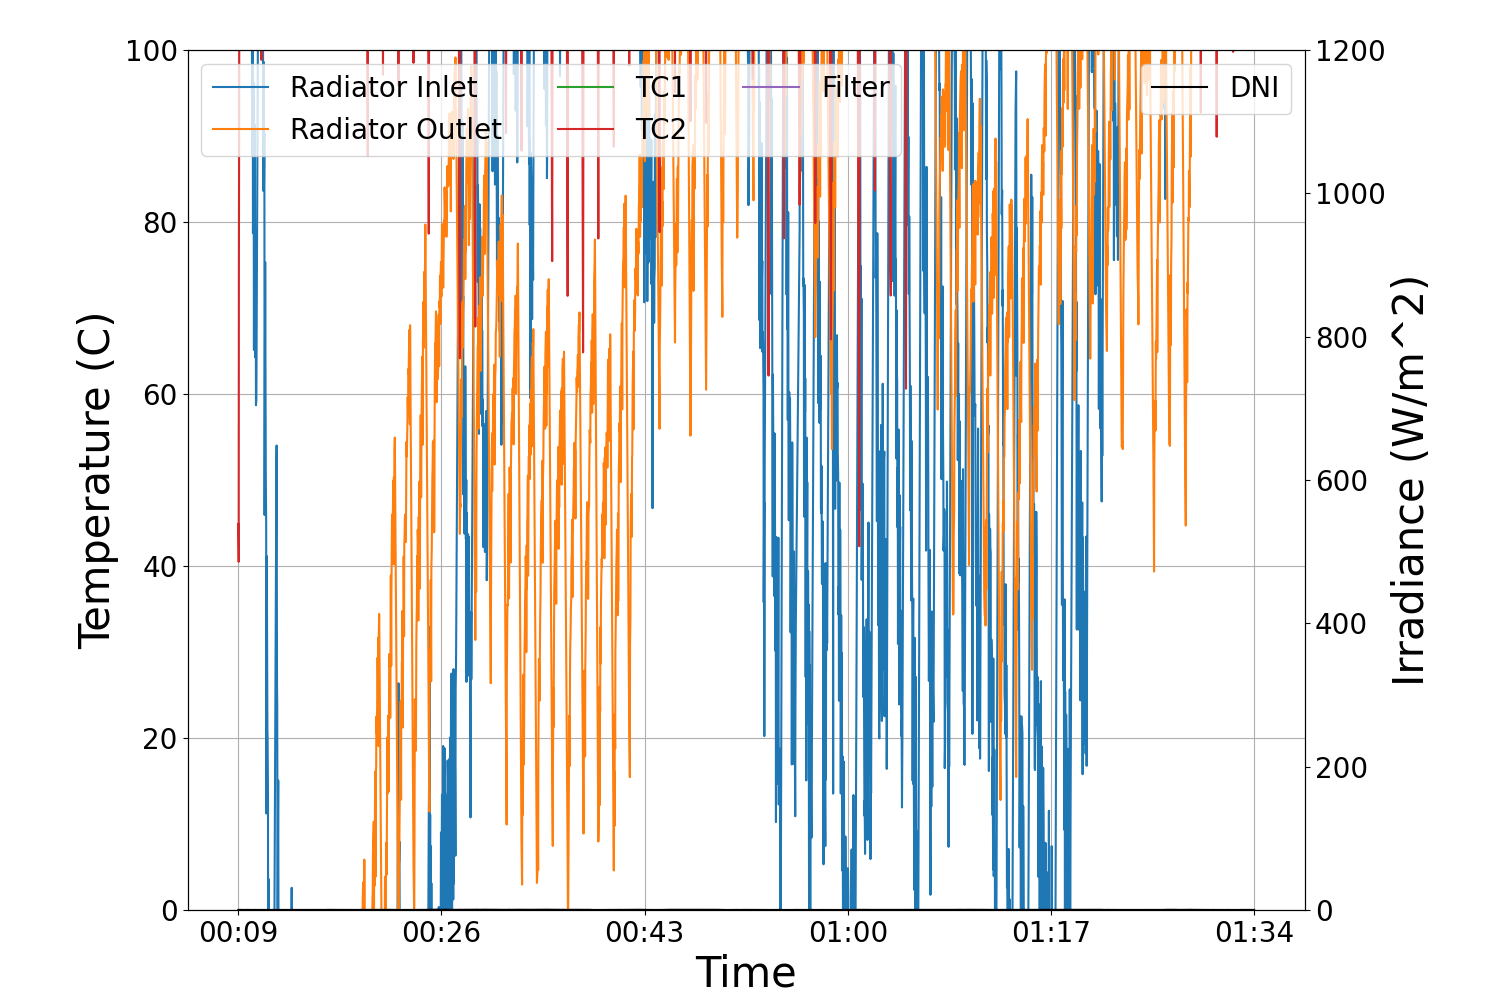 100
80
60
40
20
0
Temperature (C)
Radiator Inlet
Radiator Outlet
TC1
TC2
Filter
DNI
1200
1000
800
600
400
200
0
Irradiance (W/m^2)
00:09
00:26
00:43
01:00
01:17
01:34
Time